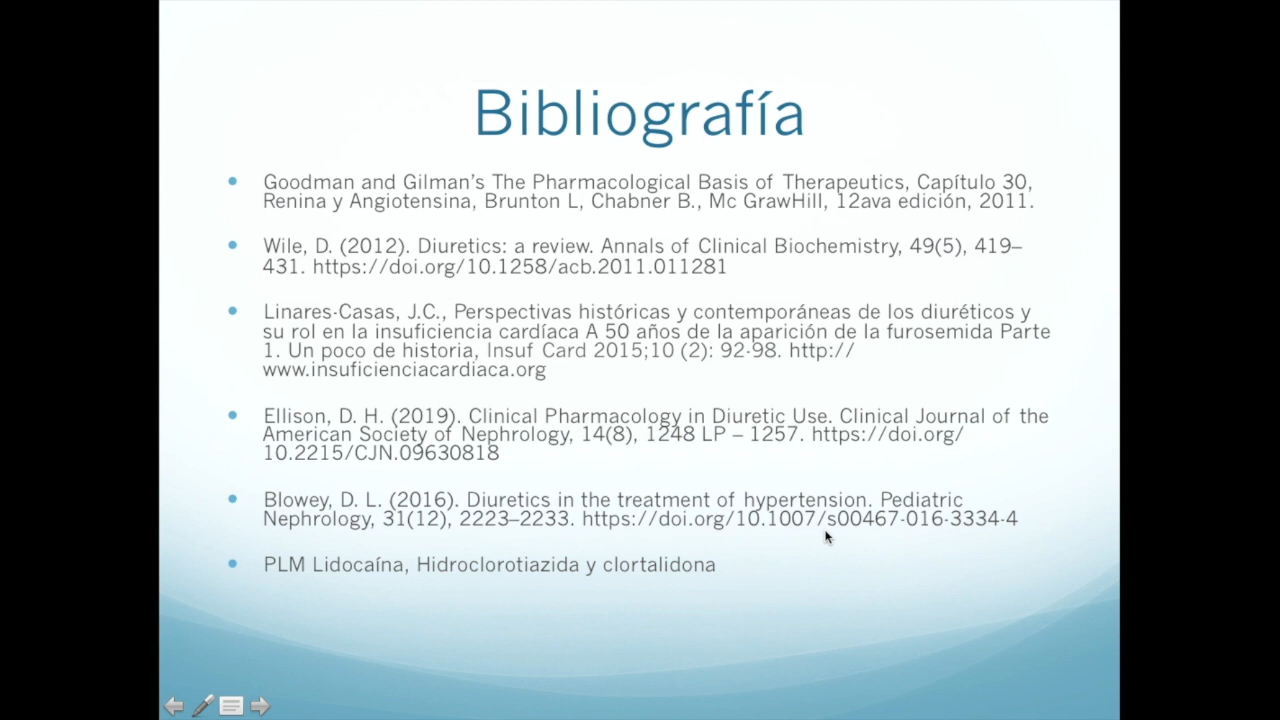 Bibliografía
• Goodman and Gilman's The Pharmacological Basis of Therapeutics, Capítulo 30,
Renina y Angiotensina, Brunton L, Chabner B., Mc GrawHill, 12ava edición, 2011.
• Wile, D. (2012). Diuretics: a review. Annals of Clinical Biochemistry, 49(5), 419–
431. https://doi.org/10.1258/acb.2011.011281
• Linares-Casas, J.C., Perspectivas históricas y contemporáneas de los diuréticos y
su rol en la insuficiencia cardíaca A 50 años de la aparición de la furosemida Parte
1. Un poco de historia, Insuf Card 2015;10 (2): 92-98. http://
www.insuficienciacardiaca.org
• Ellison, D. H. (2019). Clinical Pharmacology in Diuretic Use. Clinical Journal of the
American Society of Nephrology, 14(8), 1248 LP – 1257. https://doi.org/
10.2215/CJN.09630818
• Blowey, D. L. (2016). Diuretics in the treatment of hypertension. Pediatric
Nephrology, 31(12), 2223–2233. https://doi.org/10.1007/s00467-016-3334-4
• PLM Lidocaína, Hidroclorotiazida y clortalidona